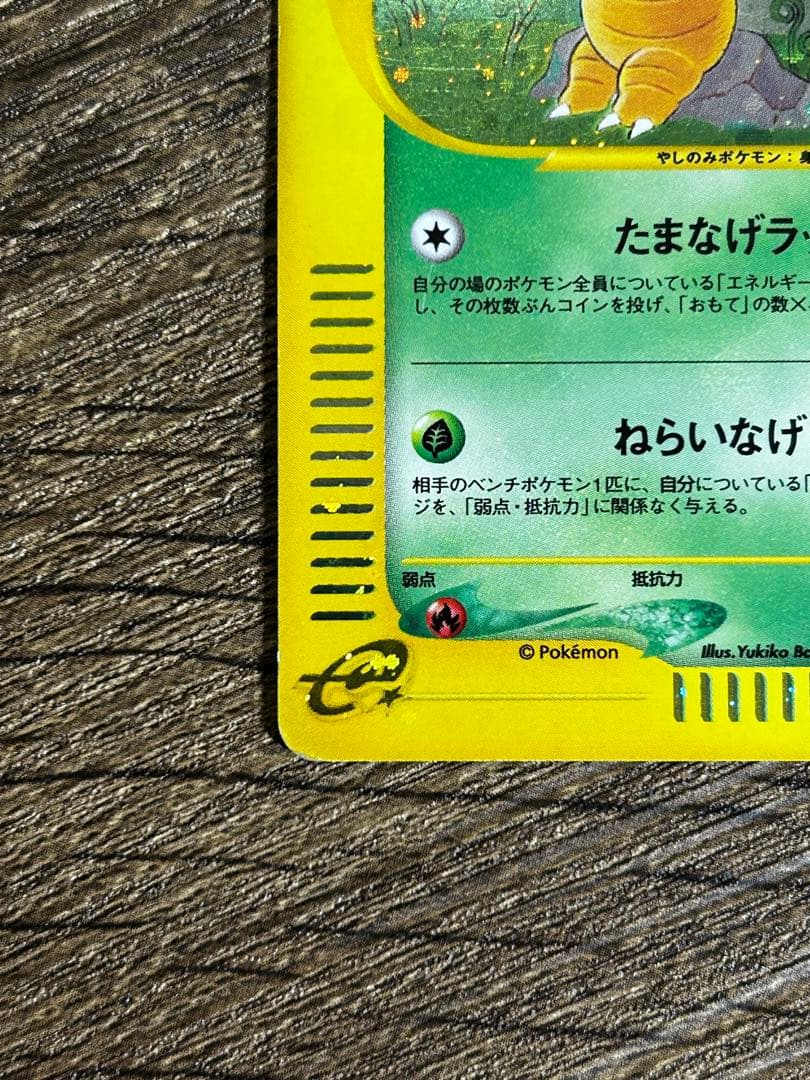 やしのみポケモン：
たまなげラッ
自分の場のポケモン全員についている「エネルギー
し、その枚数ぶんコインを投げ、「おもて」の数×
ねらいなげ
相手のベンチポケモン1匹に、自分についている「
ジを、「弱点・抵抗力」に関係なく与える。
弱点
抵抗力
e
© Pokémon
Illus. Yukiko Ba